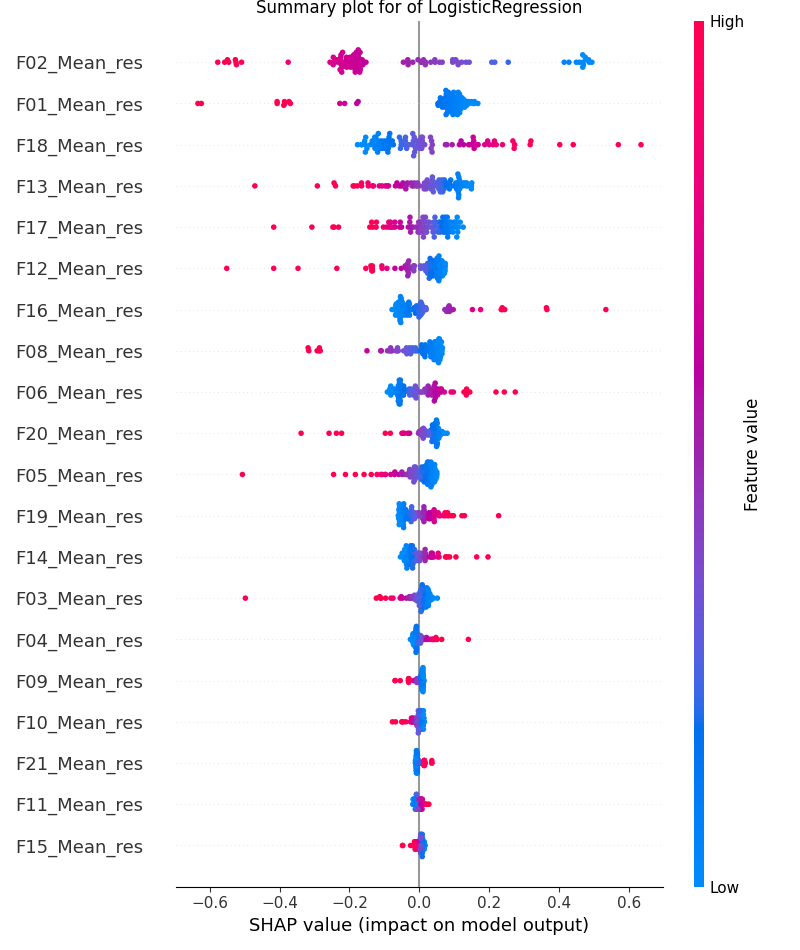 Summary plot for of LogisticRegression
High
F02_Mean_res
F01_Mean_res
F18_Mean_res
F13_Mean_res
F17_Mean_res
F12_Mean_res
F16_Mean_res
F08_Mean_res
F06_Mean_res
F20_Mean_res
F05_Mean_res
F19_Mean_res
F14_Mean_res
F03_Mean_res
F04_Mean_res
F09_Mean_res
F10_Mean_res
F21_Mean_res
F11_Mean_res
F15_Mean_res
Feature value
Low
−0.6 −0.4 −0.2 0.0 0.2 0.4 0.6
SHAP value (impact on model output)